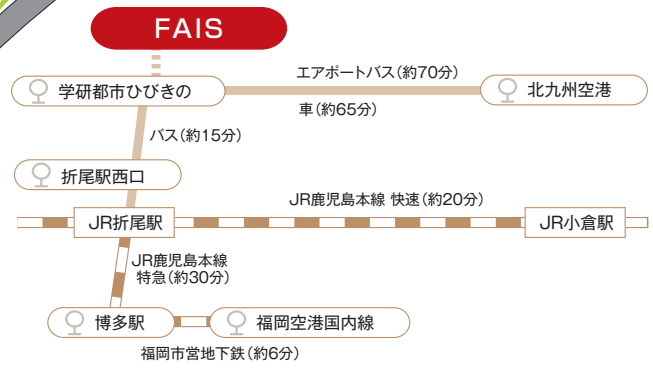 FAIS
エアポートバス(約70分)
学研都市ひびきの
北九州空港
車(約65分)
バス(約15分)
折尾駅西口
JR鹿児島本線 快速(約20分)
JR折尾駅
JR小倉駅
JR鹿児島本線
特急(約30分)
博多駅
福岡空港国内線
福岡市営地下鉄(約6分)